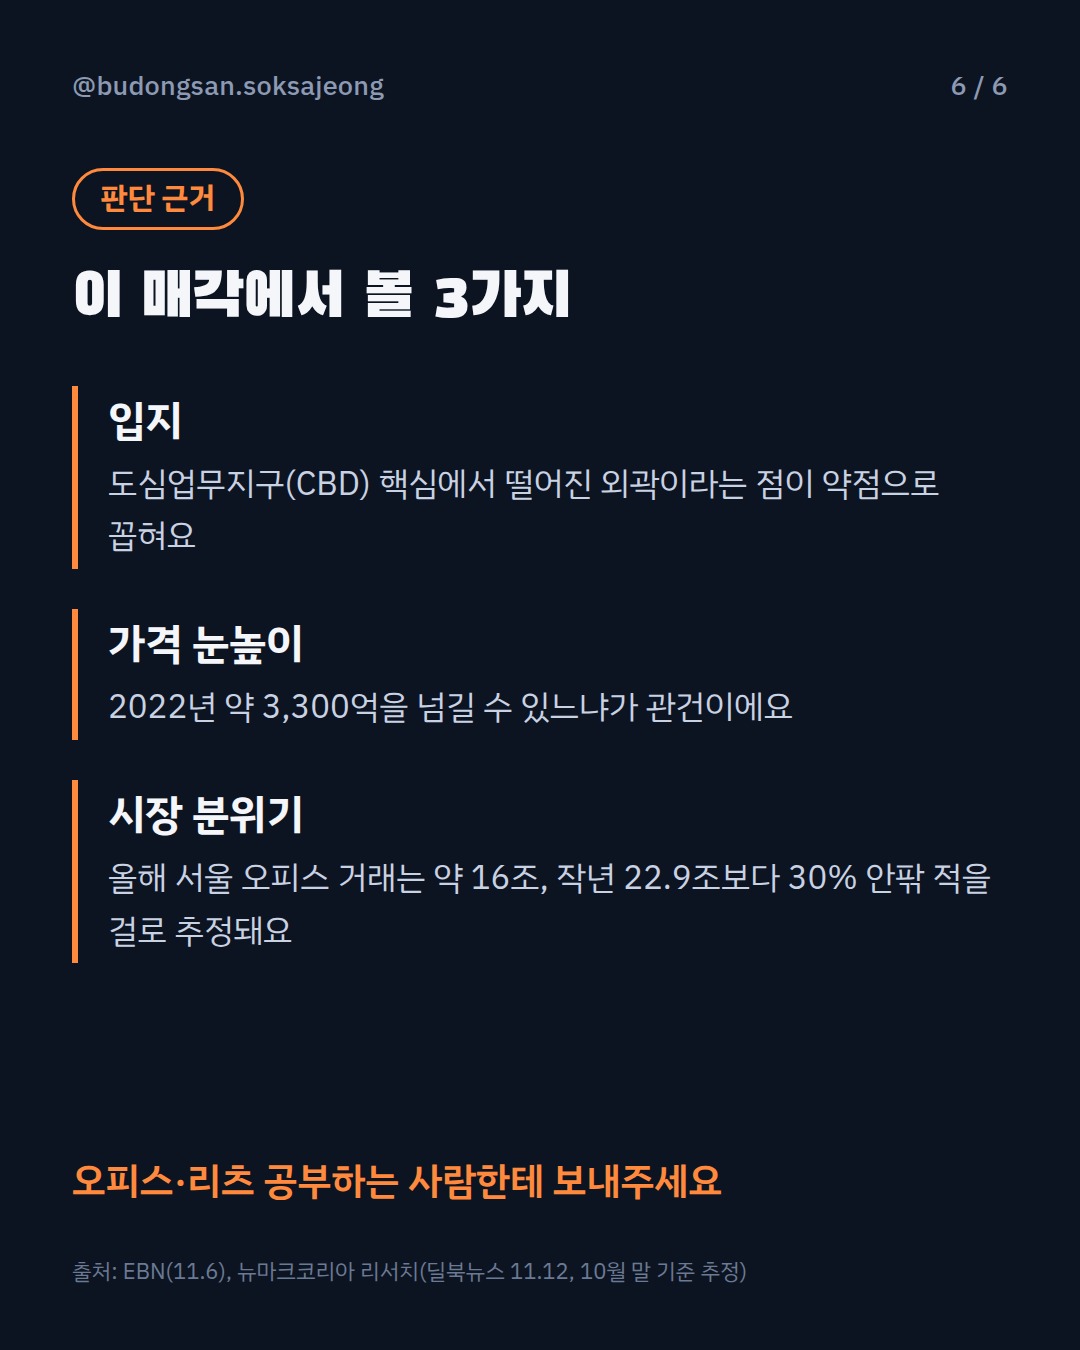 @budongsan.soksajeong
6 / 6
판단 근거
이 매각에서 볼 3가지
입지
도심업무지구(CBD) 핵심에서 떨어진 외곽이라는 점이 약점으로
꼽혀요
가격 눈높이
2022년 약 3,300억을 넘길 수 있느냐가 관건이에요
시장 분위기
올해 서울 오피스 거래는 약 16조, 작년 22.9조보다 30% 안팎 적을
걸로 추정돼요
오피스·리츠 공부하는 사람한테 보내주세요
출처: EBN(11.6), 뉴마크코리아 리서치(딜북뉴스 11.12, 10월 말 기준 추정)